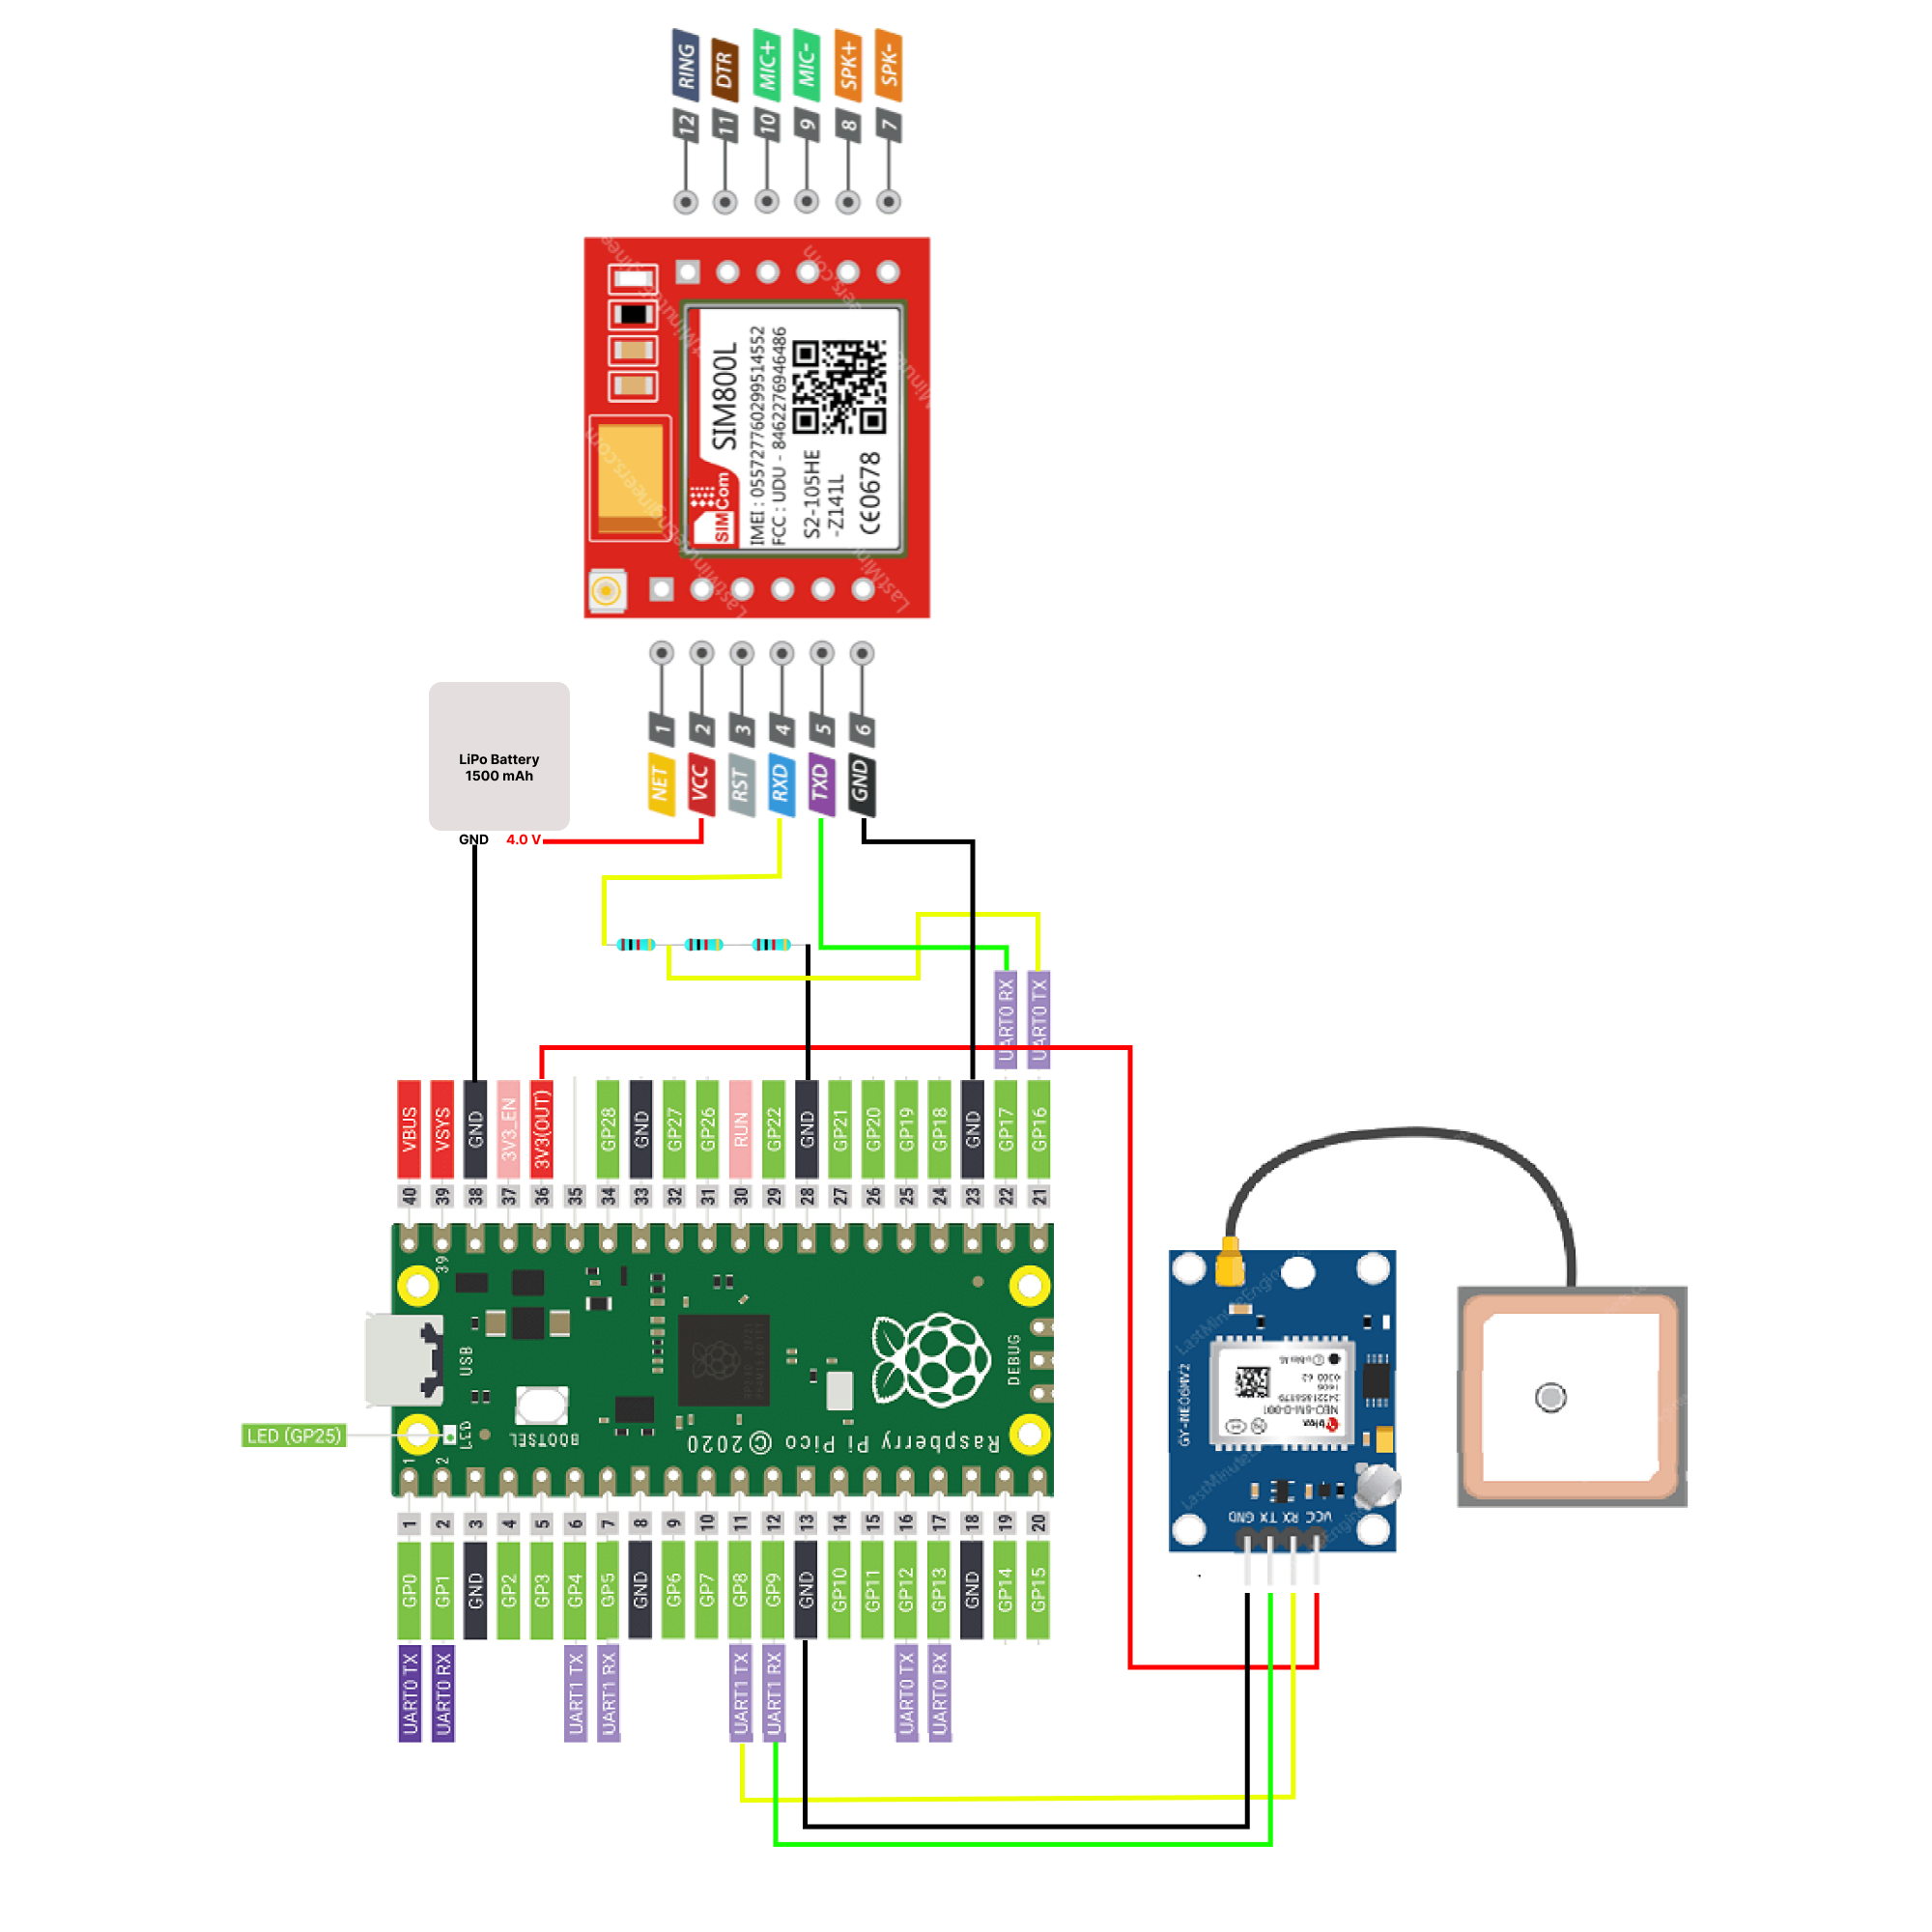 RING
DTR
MIC+
MIC-
SPK+
SPK-
12
11
10
9
8
7
SIM800L
IMEI : 055727760299514552
FCC : UDU - 8462276946486
S2-105HE
-Z141L
CE0678
SIMCom
LastMinuteEngineers.com
1
2
3
4
5
6
NET
VCC
RST
RXD
TXD
GND
LiPo Battery
1500 mAh
GND
4.0 V
UART0 RX
UART0 TX
VBUS
VSYS
GND
3V3_EN
3V3(OUT)
GP28
GND
GP27
GP26
RUN
GP22
GND
GP21
GP20
GP19
GP18
GND
GP17
GP16
40
39
38
37
36
35
34
33
32
31
30
29
28
27
26
25
24
23
22
21
39
USB
DEBUG
LED (GP25)
LED
BOOTSEL
Raspberry Pi Pico © 2020
1
2
1
2
3
4
5
6
7
8
9
10
11
12
13
14
15
16
17
18
19
20
GP0
GP1
GND
GP2
GP3
GP4
GP5
GND
GP6
GP7
GP8
GP9
GND
GP10
GP11
GP12
GP13
GND
GP14
GP15
UART0 TX
UART0 RX
UART1 TX
UART1 RX
UART1 TX
UART1 RX
UART0 TX
UART0 RX
GY-NEO6MV2
NEO-6M-0-001
VCC RX TX GND